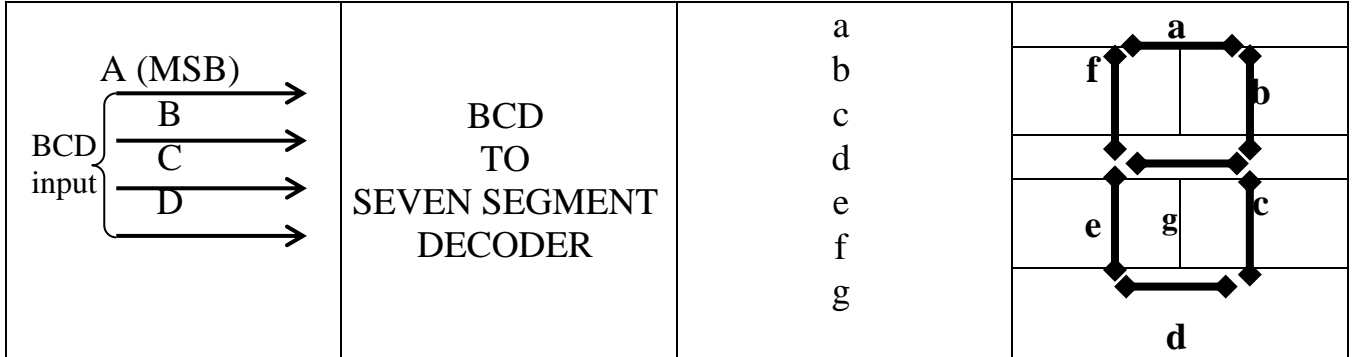 A (MSB)
B
C
D
BCD
input
BCD
TO
SEVEN SEGMENT
DECODER
a
b
c
d
e
f
g
a
f
b
g
e
c
d